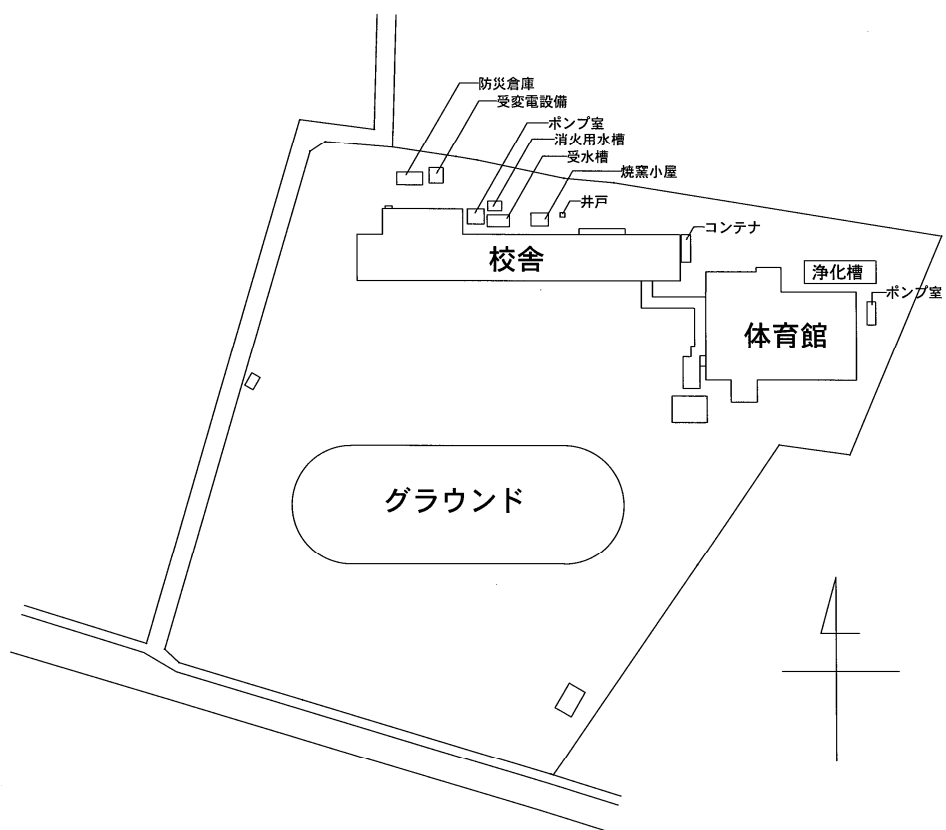 防災倉庫
受変電設備
ポンプ室
消火用水槽
受水槽
焼窯小屋
井戸
コンテナ
校舎
浄化槽
ポンプ室
体育館
グラウンド